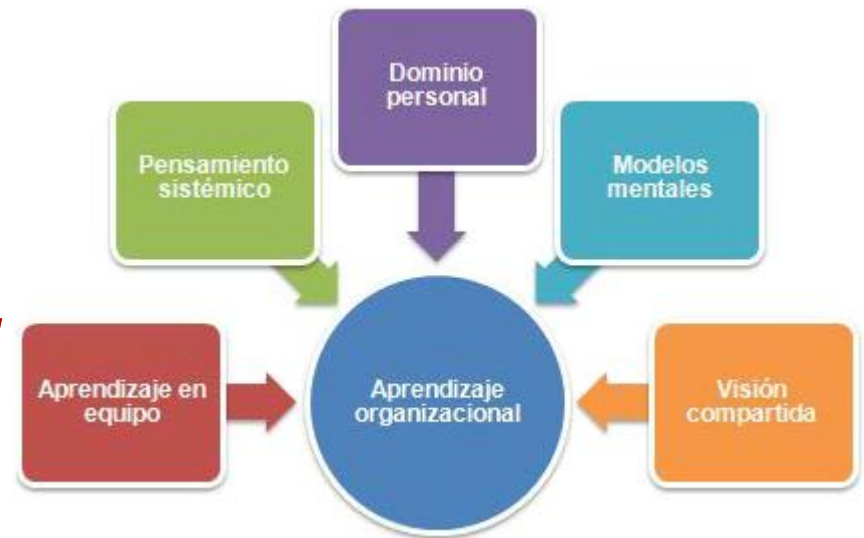 Dominio
personal
Pensamiento
sistémico
Modelos
mentales
Aprendizaje en
equipo
Aprendizaje
organizacional
Visión
compartida